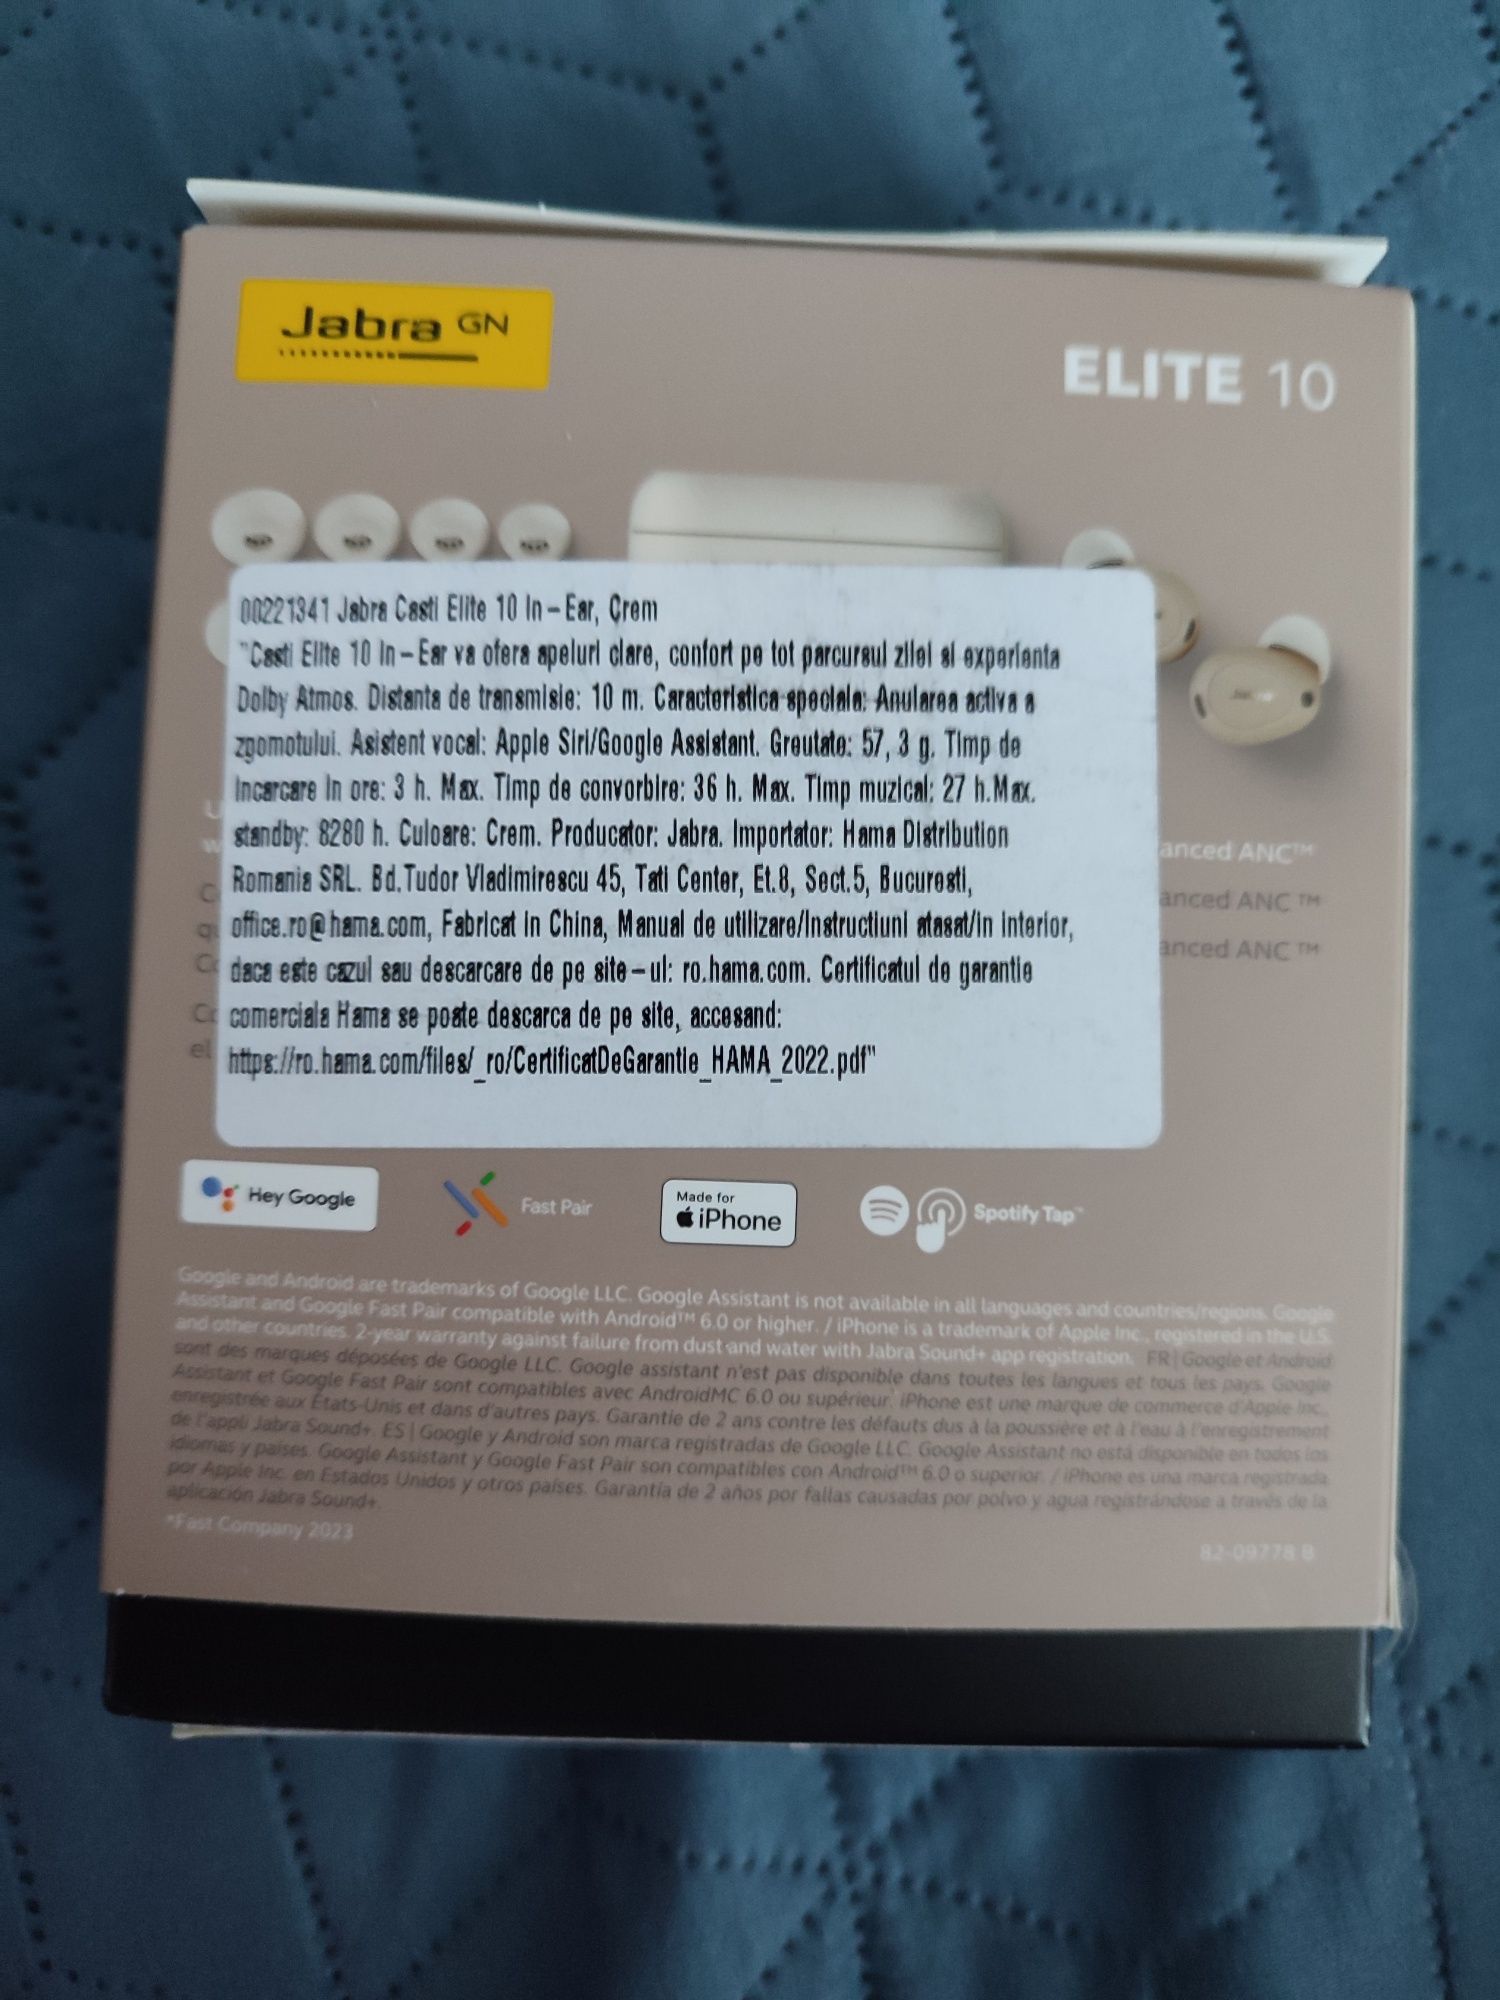 Jabra GN
ELITE 10
00221341 Jabra Casti Elite 10 In-Ear, Crem
"Casti Elite 10 In-Ear va ofera apeluri clare, confort pe tot parcursul zilei si experienta
Dolby Atmos. Distanta de transmisie: 10 m. Caracteristica speciala: Anularea activa a
zgomotului. Asistent vocal: Apple Siri/Google Assistant. Greutate: 57, 3 g. Timp de
incarcare in ore: 3 h. Max. Timp de convorbire: 36 h. Max. Timp muzical: 27 h.Max.
standby: 8280 h. Culoare: Crem. Producator: Jabra. Importator: Hama Distribution
Romania SRL. Bd.Tudor Vladimirescu 45, Tati Center, Et.8, Sect.5, Bucuresti,
office.ro@hama.com, Fabricat in China, Manual de utilizare/Instructiuni atasat/in interior,
daca este cazul sau descarcare de pe site-ul: ro.hama.com. Certificatul de garantie
comerciala Hama se poate descarca de pe site, accesand:
https://ro.hama.com/files/_ro/CertificatDeGarantie_HAMA_2022.pdf"
anced ANC™
anced ANC ™
anced ANC ™
Hey Google
Fast Pair
Made for
iPhone
Spotify Tap™
Google and Android are trademarks of Google LLC. Google Assistant is not available in all languages and countries/regions. Google
Assistant and Google Fast Pair compatible with Android™ 6.0 or higher. / iPhone is a trademark of Apple Inc., registered in the U.S.
and other countries. 2-year warranty against failure from dust and water with Jabra Sound+ app registration. FR | Google et Android
sont des marques déposées de Google LLC. Google assistant n'est pas disponible dans toutes les langues et tous les pays. Google
Assistant et Google Fast Pair sont compatibles avec AndroidMC 6.0 ou supérieur. iPhone est une marque de commerce d'Apple Inc.,
enregistrée aux États-Unis et dans d'autres pays. Garantie de 2 ans contre les défauts dus à la poussière et à l'eau à l'enregistrement
de l'appli Jabra Sound+. ES | Google y Android son marca registradas de Google LLC. Google Assistant no está disponible en todos los
idiomas y países. Google Assistant y Google Fast Pair son compatibles con Android™ 6.0 o superior. / iPhone es una marca registrada
por Apple Inc. en Estados Unidos y otros países. Garantía de 2 años por fallas causadas por polvo y agua registrándose a través de la
aplicación Jabra Sound+.
*Fast Company 2023
82-09778 B